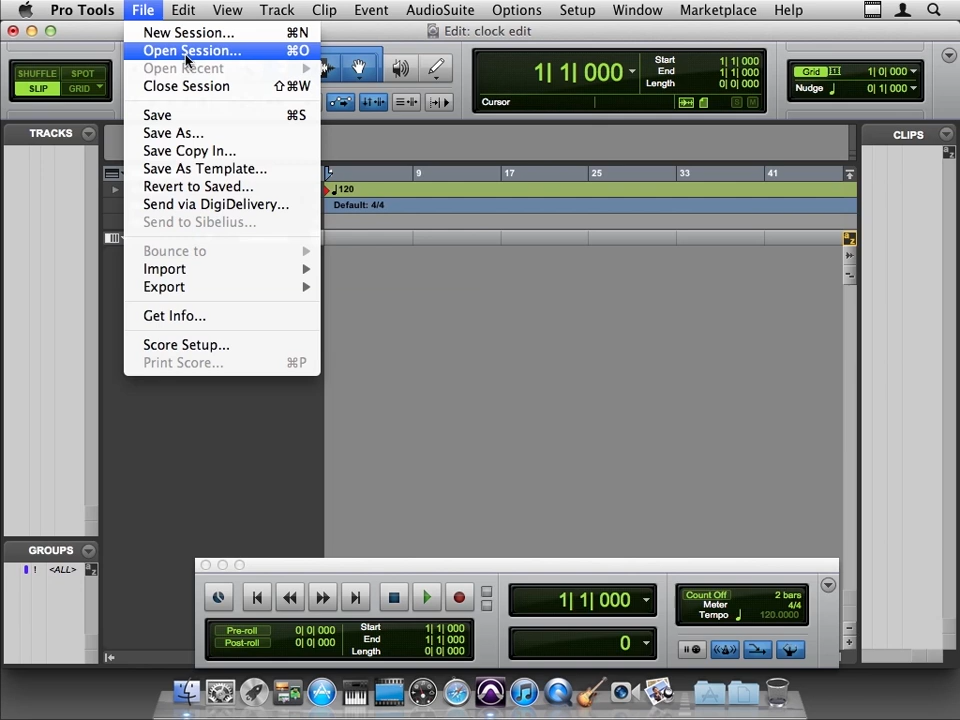 Pro Tools File Edit View Track Clip Event AudioSuite Options Setup Window Marketplace Help
Edit: clock edit
New Session... ⌘N
Open Session... ⌘O
Open Recent
Close Session ⇧⌘W
Save ⌘S
Save As...
Save Copy In...
Save As Template...
Revert to Saved...
Send via DigiDelivery...
Send to Sibelius...
Bounce to
Import
Export
Get Info...
Score Setup...
Print Score... ⌘P
SHUFFLE SPOT
SLIP GRID
1| 1| 000
Start 1| 1| 000
End 1| 1| 000
Length 0| 0| 000
Cursor
Grid 1| 0| 000
Nudge 0| 1| 000
TRACKS
CLIPS
9 17 25 33 41
120
Default: 4/4
GROUPS
! <ALL>
a z
1| 1| 000
Count Off 2 bars
Meter 4/4
Tempo 120.0000
Pre-roll 0| 0| 000
Post-roll 0| 0| 000
Start 1| 1| 000
End 1| 1| 000
Length 0| 0| 000
0